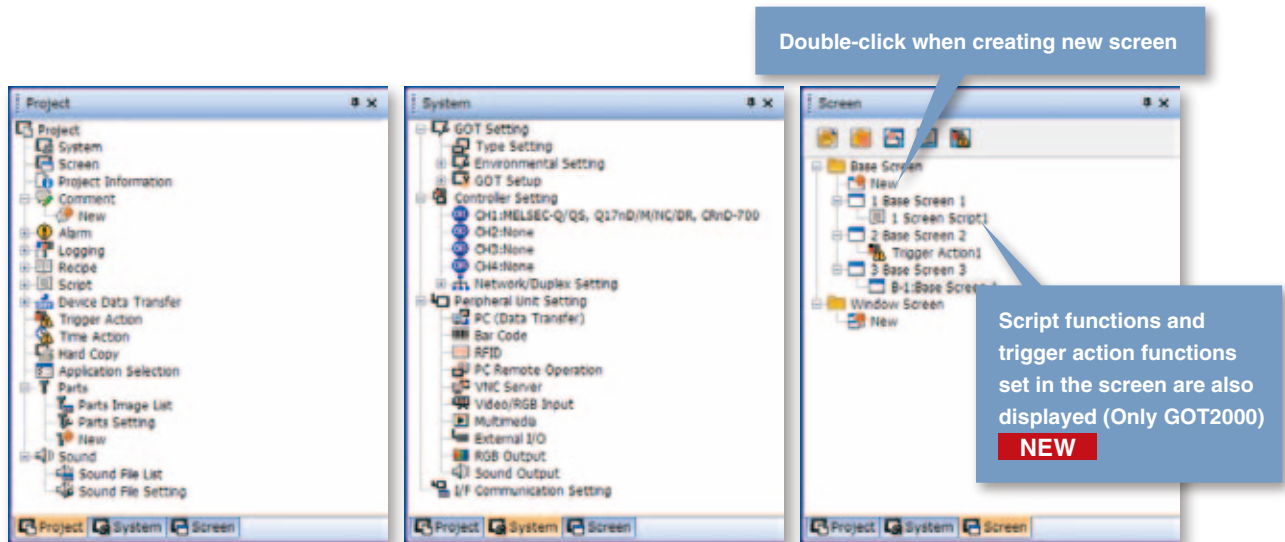 Double-click when creating new screen
Project
Project
System
Screen
Project Information
Comment
New
Alarm
Logging
Recipe
Script
Device Data Transfer
Trigger Action
Time Action
Hard Copy
Application Selection
Parts
Parts Image List
Parts Setting
New
Sound
Sound File List
Sound File Setting
Project System Screen
System
GOT Setting
Type Setting
Environmental Setting
GOT Setup
Controller Setting
CH1:MELSEC-Q/QS, Q17nD/M/NC/DR, CRnD-700
CH2:None
CH3:None
CH4:None
Network/Duplex Setting
Peripheral Unit Setting
PC (Data Transfer)
Bar Code
RFID
PC Remote Operation
VNC Server
Video/RGB Input
Multimedia
External I/O
RGB Output
Sound Output
I/F Communication Setting
Project System Screen
Screen
Base Screen
New
1 Base Screen 1
1 Screen Script1
2 Base Screen 2
Trigger Action1
3 Base Screen 3
B-1:Base Screen
Window Screen
New
Project System Screen
Script functions and
trigger action functions
set in the screen are also
displayed (Only GOT2000)
NEW